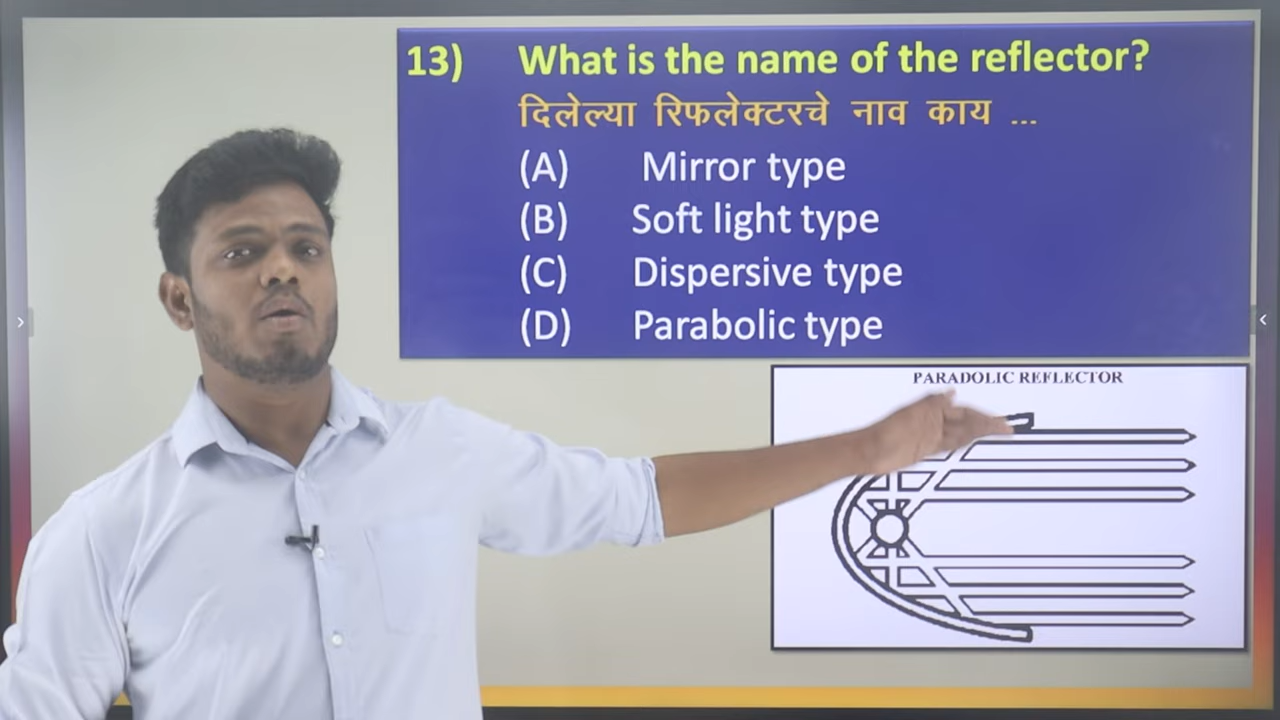 13) What is the name of the reflector?
दिलेल्या रिफलेक्टरचे नाव काय ...
(A) Mirror type
(B) Soft light type
(C) Dispersive type
(D) Parabolic type
PARADOLIC REFLECTOR